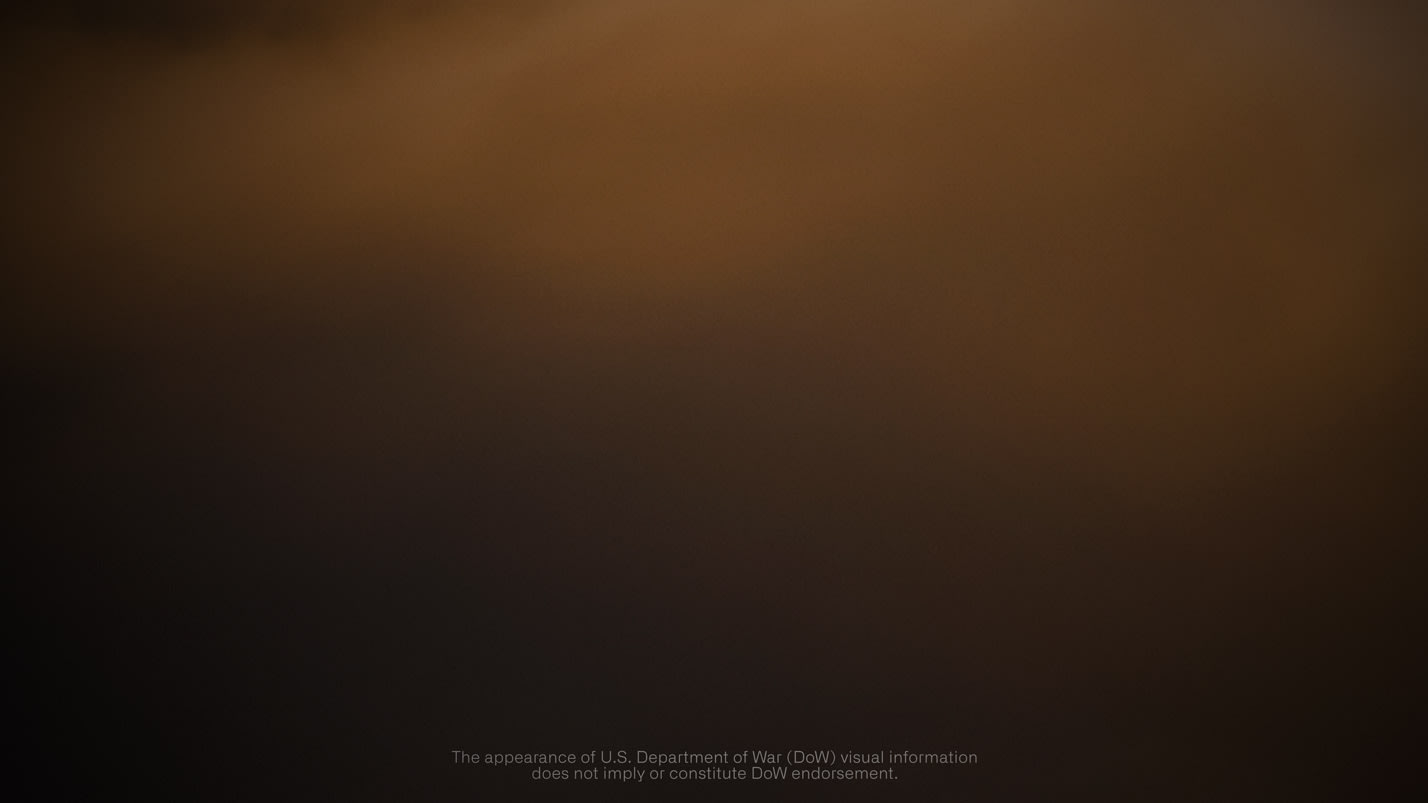 The appearance of U.S. Department of War (DoW) visual information
does not imply or constitute DoW endorsement.